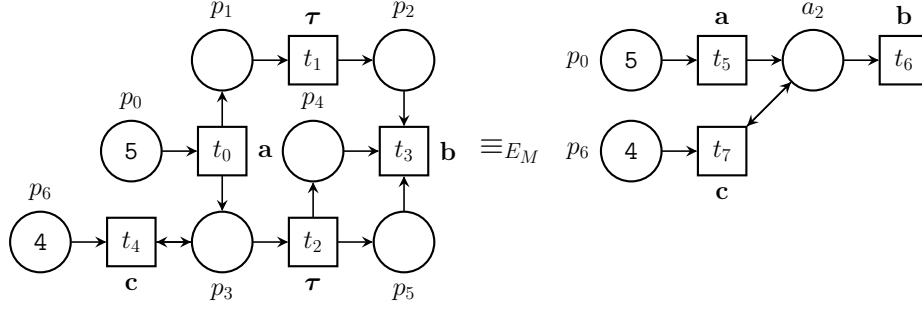 p₁ τ p₂ a a₂ b
t₁ p₀ 5 t₅ t₆
p₀ p₄
5 t₀ a t₃ b ≡_{E_M} p₆ 4 t₇
p₆ c
4 t₄ t₂
c p₃ τ p₅